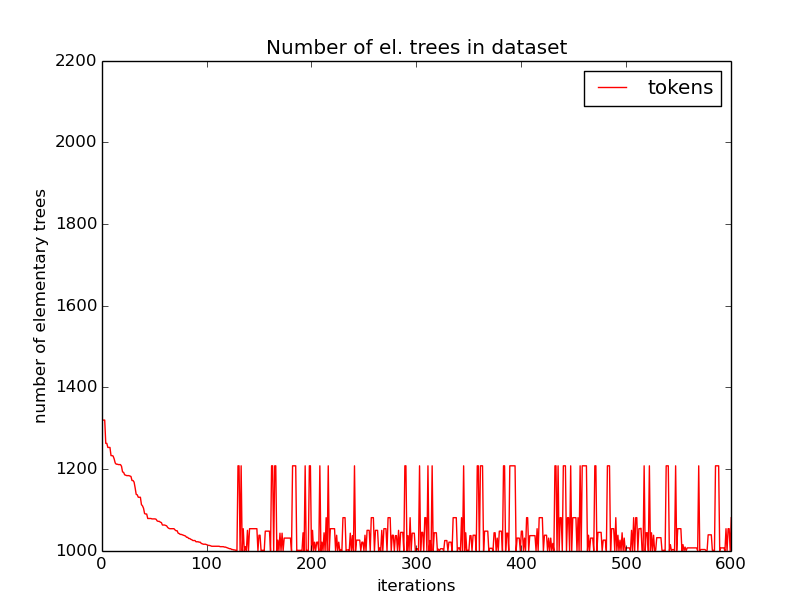 Number of el. trees in dataset
tokens
number of elementary trees
2200
2000
1800
1600
1400
1200
1000
0 100 200 300 400 500 600
iterations